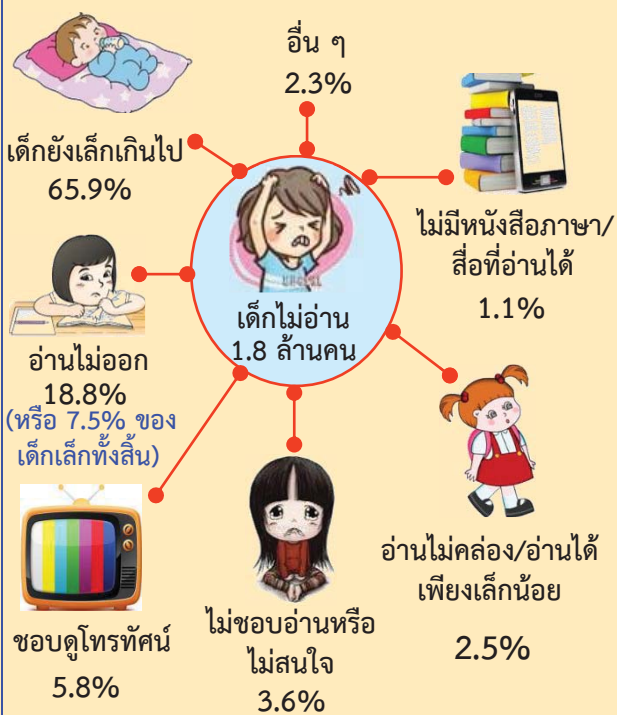 อื่น ๆ
2.3%
เด็กยังเล็กเกินไป
65.9%
ไม่มีหนังสือภาษา/
สื่อที่อ่านได้
1.1%
เด็กไม่อ่าน
1.8 ล้านคน
อ่านไม่ออก
18.8%
(หรือ 7.5% ของ
เด็กเล็กทั้งสิ้น)
อ่านไม่คล่อง/อ่านได้
เพียงเล็กน้อย
2.5%
ชอบดูโทรทัศน์
5.8%
ไม่ชอบอ่านหรือ
ไม่สนใจ
3.6%